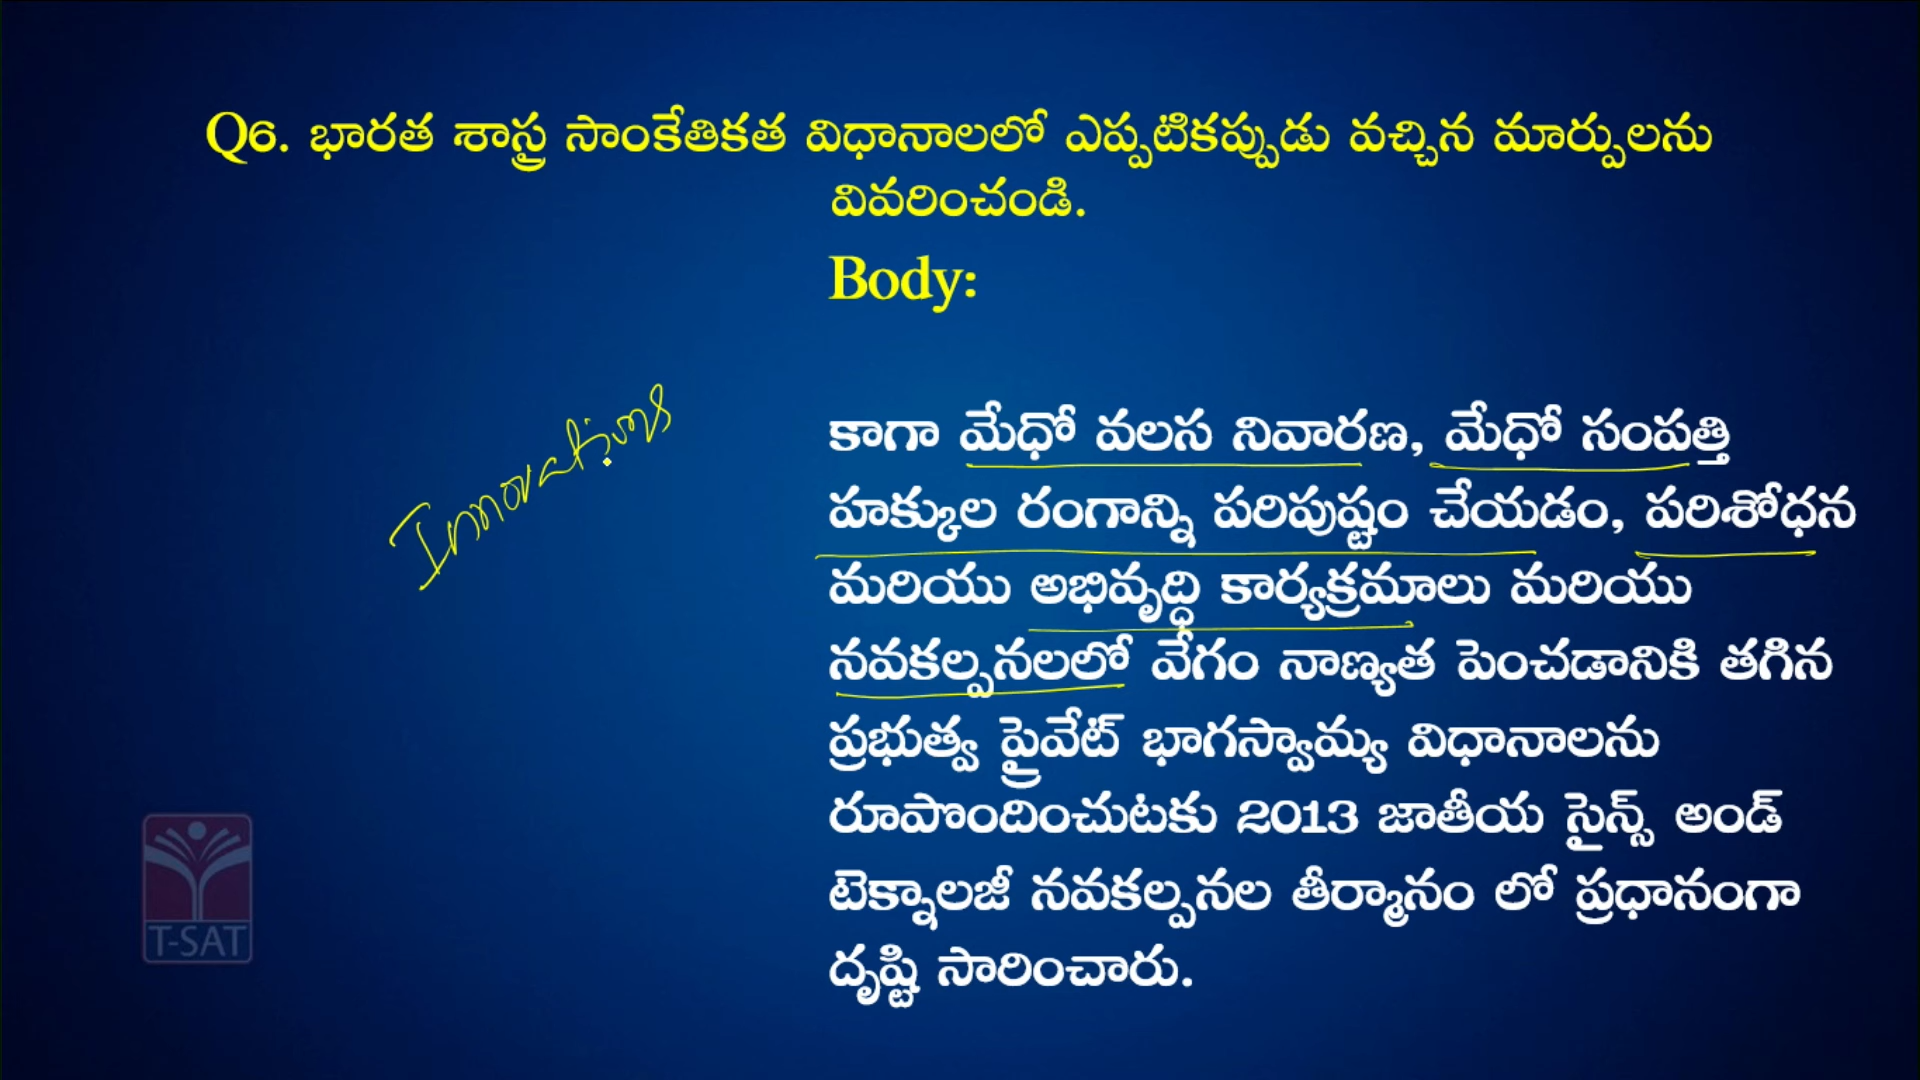 Q6. భారత శాస్త్ర సాంకేతికత విధానాలలో ఎప్పటికప్పుడు వచ్చిన మార్పులను
వివరించండి.
Body:
కాగా మేధో వలస నివారణ, మేధో సంపత్తి
హక్కుల రంగాన్ని పరిపుష్టం చేయడం, పరిశోధన
మరియు అభివృద్ధి కార్యక్రమాలు మరియు
నవకల్పనలలో వేగం నాణ్యత పెంచడానికి తగిన
ప్రభుత్వ ప్రైవేట్ భాగస్వామ్య విధానాలను
రూపొందించుటకు 2013 జాతీయ సైన్స్ అండ్
టెక్నాలజీ నవకల్పనల తీర్మానం లో ప్రధానంగా
దృష్టి సారించారు.
Innovations
T-SAT